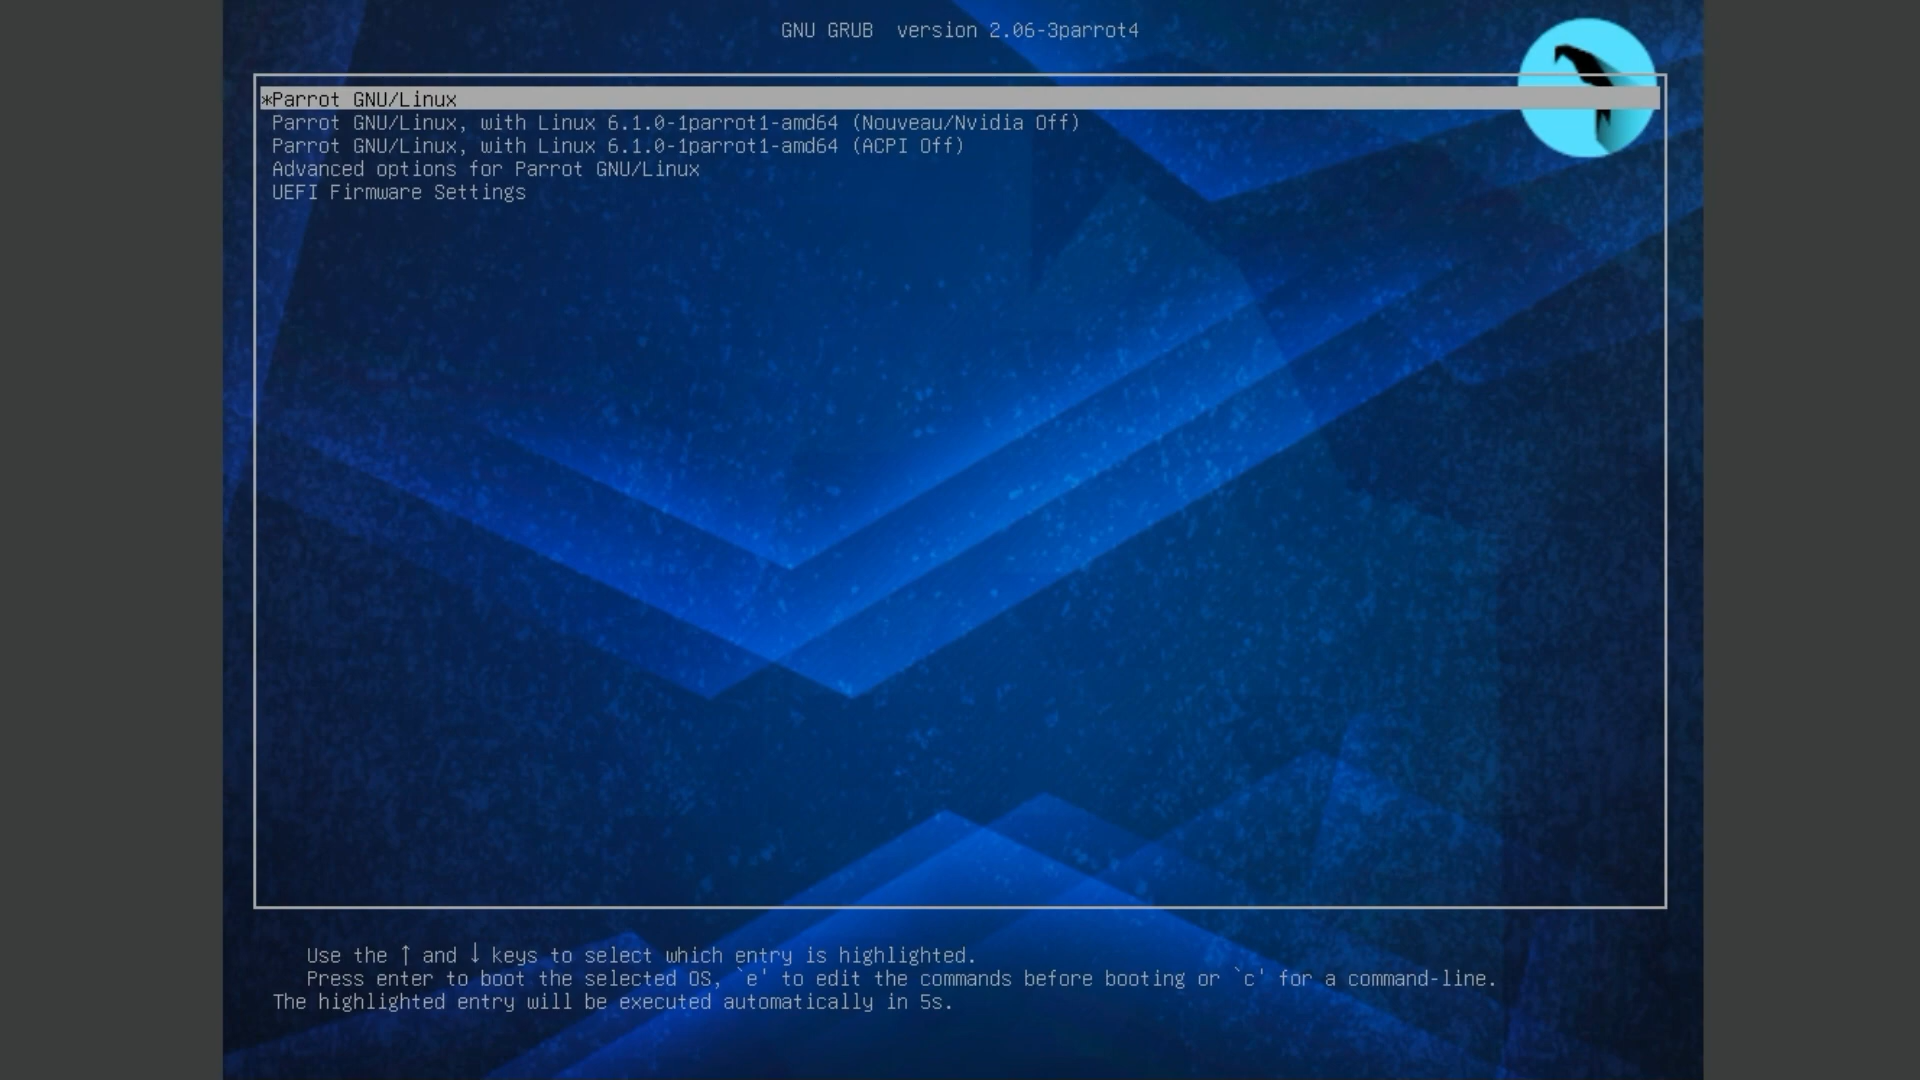 GNU GRUB  version 2.06-3parrot4
*Parrot GNU/Linux
Parrot GNU/Linux, with Linux 6.1.0-1parrot1-amd64 (Nouveau/Nvidia Off)
Parrot GNU/Linux, with Linux 6.1.0-1parrot1-amd64 (ACPI Off)
Advanced options for Parrot GNU/Linux
UEFI Firmware Settings
Use the ↑ and ↓ keys to select which entry is highlighted.
Press enter to boot the selected OS, `e' to edit the commands before booting or `c' for a command-line.
The highlighted entry will be executed automatically in 5s.